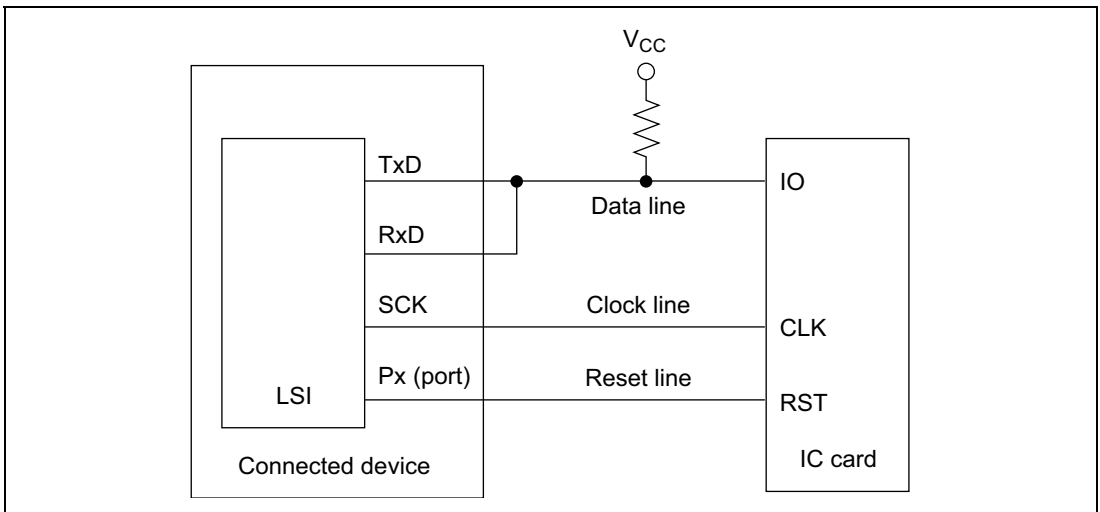 VCC
TxD
IO
Data line
RxD
SCK
Clock line
CLK
Px (port)
Reset line
LSI
RST
Connected device
IC card